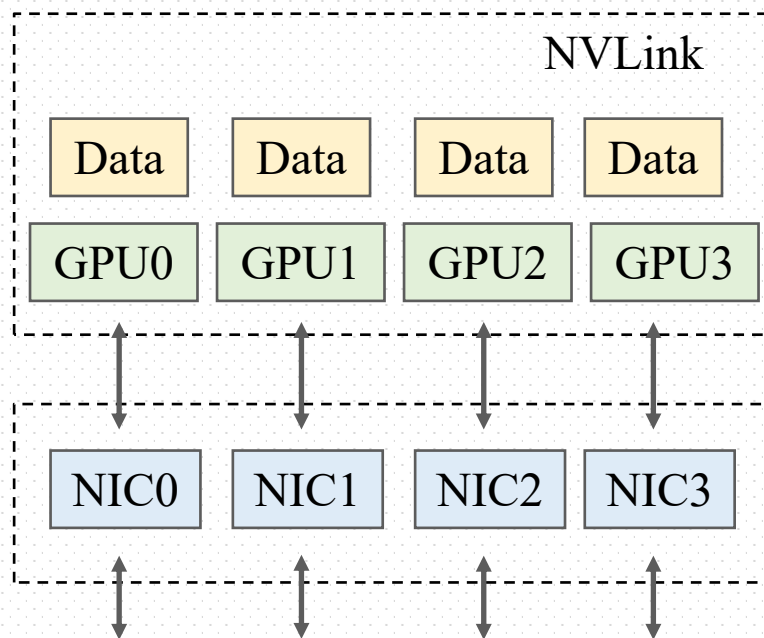 NVLink
Data Data Data Data
GPU0 GPU1 GPU2 GPU3
NIC0 NIC1 NIC2 NIC3